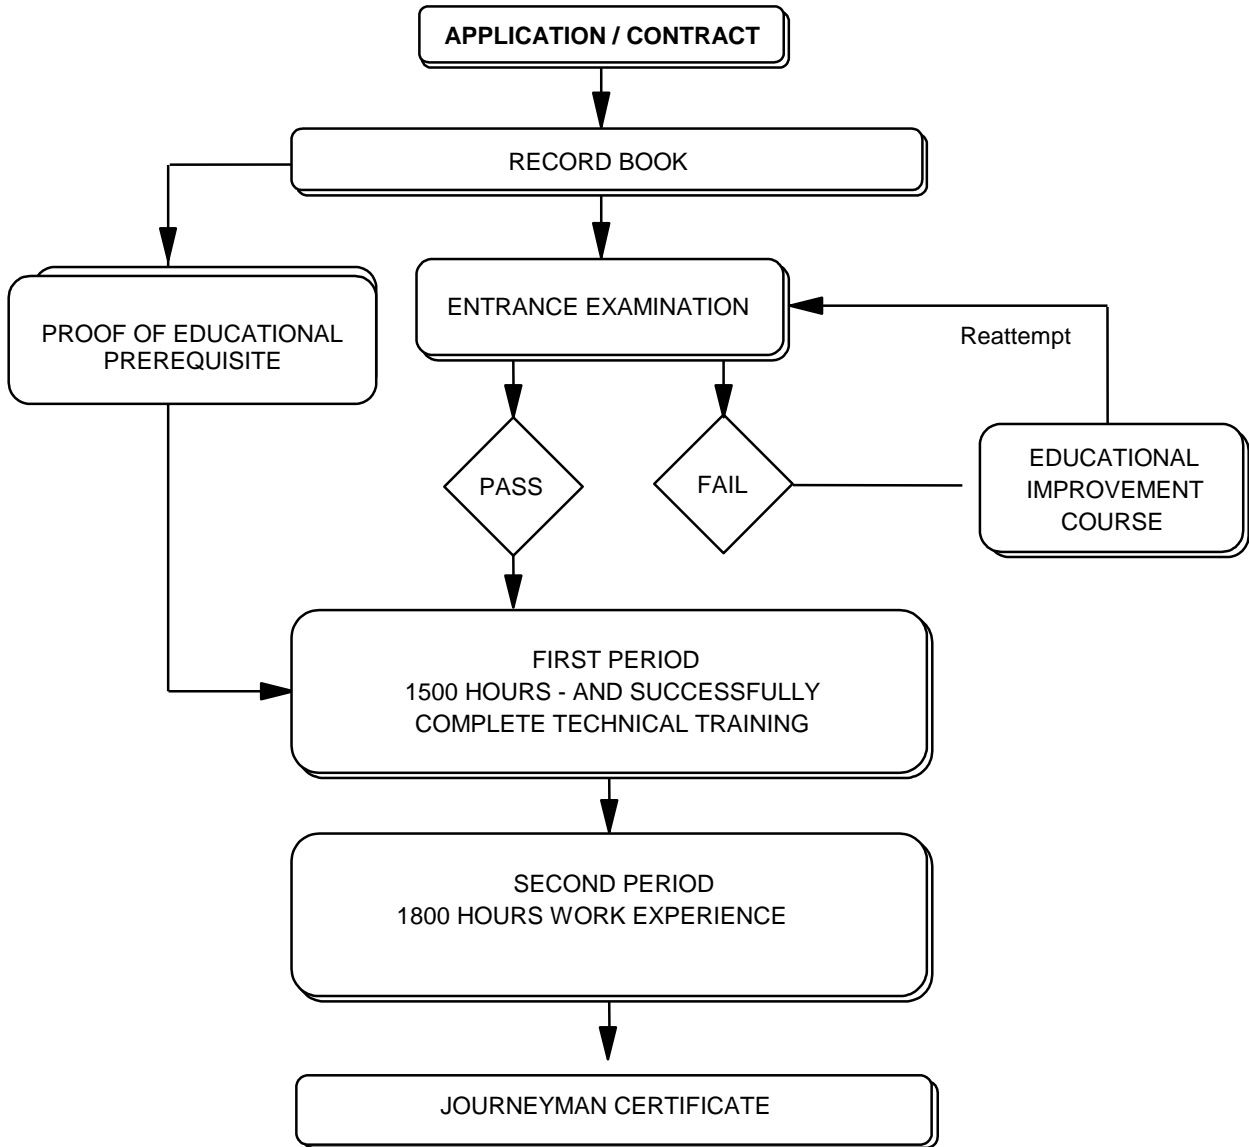 APPLICATION / CONTRACT
RECORD BOOK
PROOF OF EDUCATIONAL
PREREQUISITE
ENTRANCE EXAMINATION
Reattempt
PASS
FAIL
EDUCATIONAL
IMPROVEMENT
COURSE
FIRST PERIOD
1500 HOURS - AND SUCCESSFULLY
COMPLETE TECHNICAL TRAINING
SECOND PERIOD
1800 HOURS WORK EXPERIENCE
JOURNEYMAN CERTIFICATE